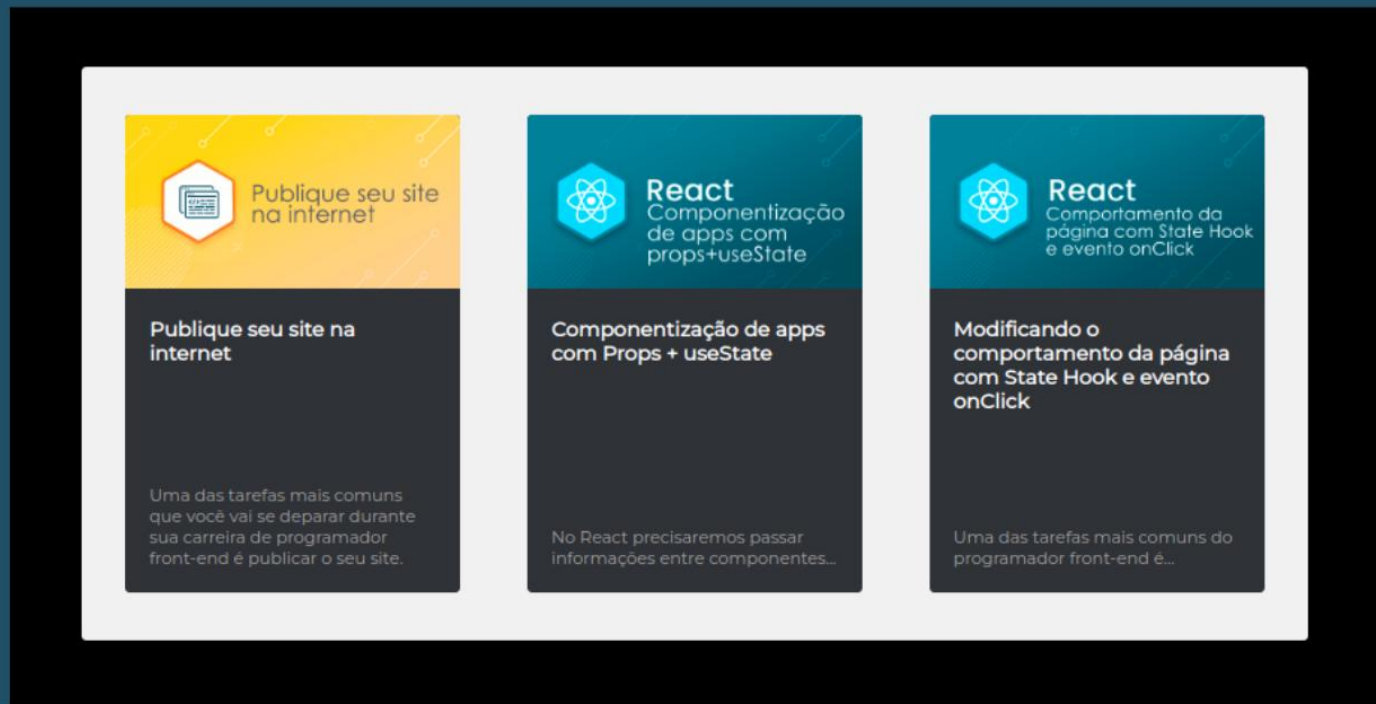 Publique seu site
na internet
Publique seu site na
internet
Uma das tarefas mais comuns
que você vai se deparar durante
sua carreira de programador
front-end é publicar o seu site.
React
Componentização
de apps com
props+useState
Componentização de apps
com Props + useState
No React precisaremos passar
informações entre componentes...
React
Comportamento da
página com State Hook
e evento onClick
Modificando o
comportamento da página
com State Hook e evento
onClick
Uma das tarefas mais comuns do
programador front-end é...